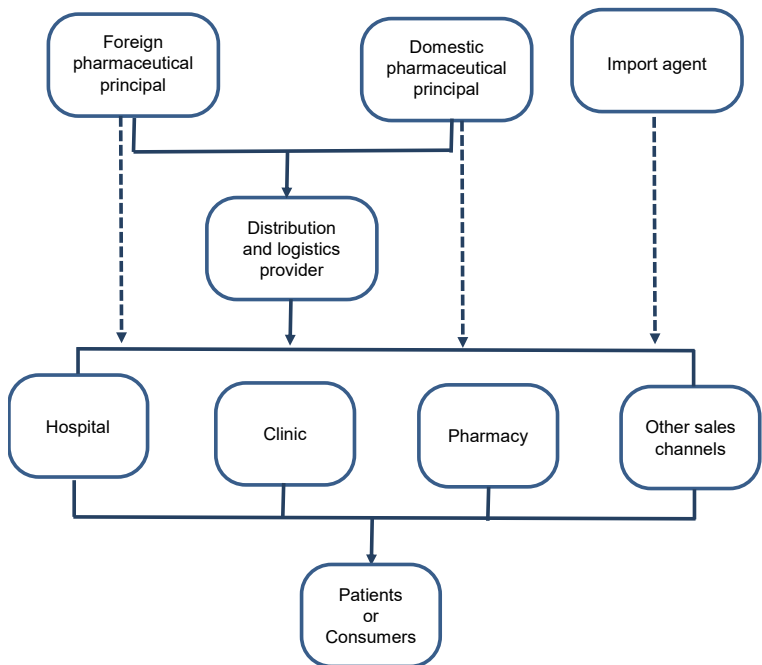 Foreign
pharmaceutical
principal
Domestic
pharmaceutical
principal
Import agent
Distribution
and logistics
provider
Hospital
Clinic
Pharmacy
Other sales
channels
Patients
or
Consumers